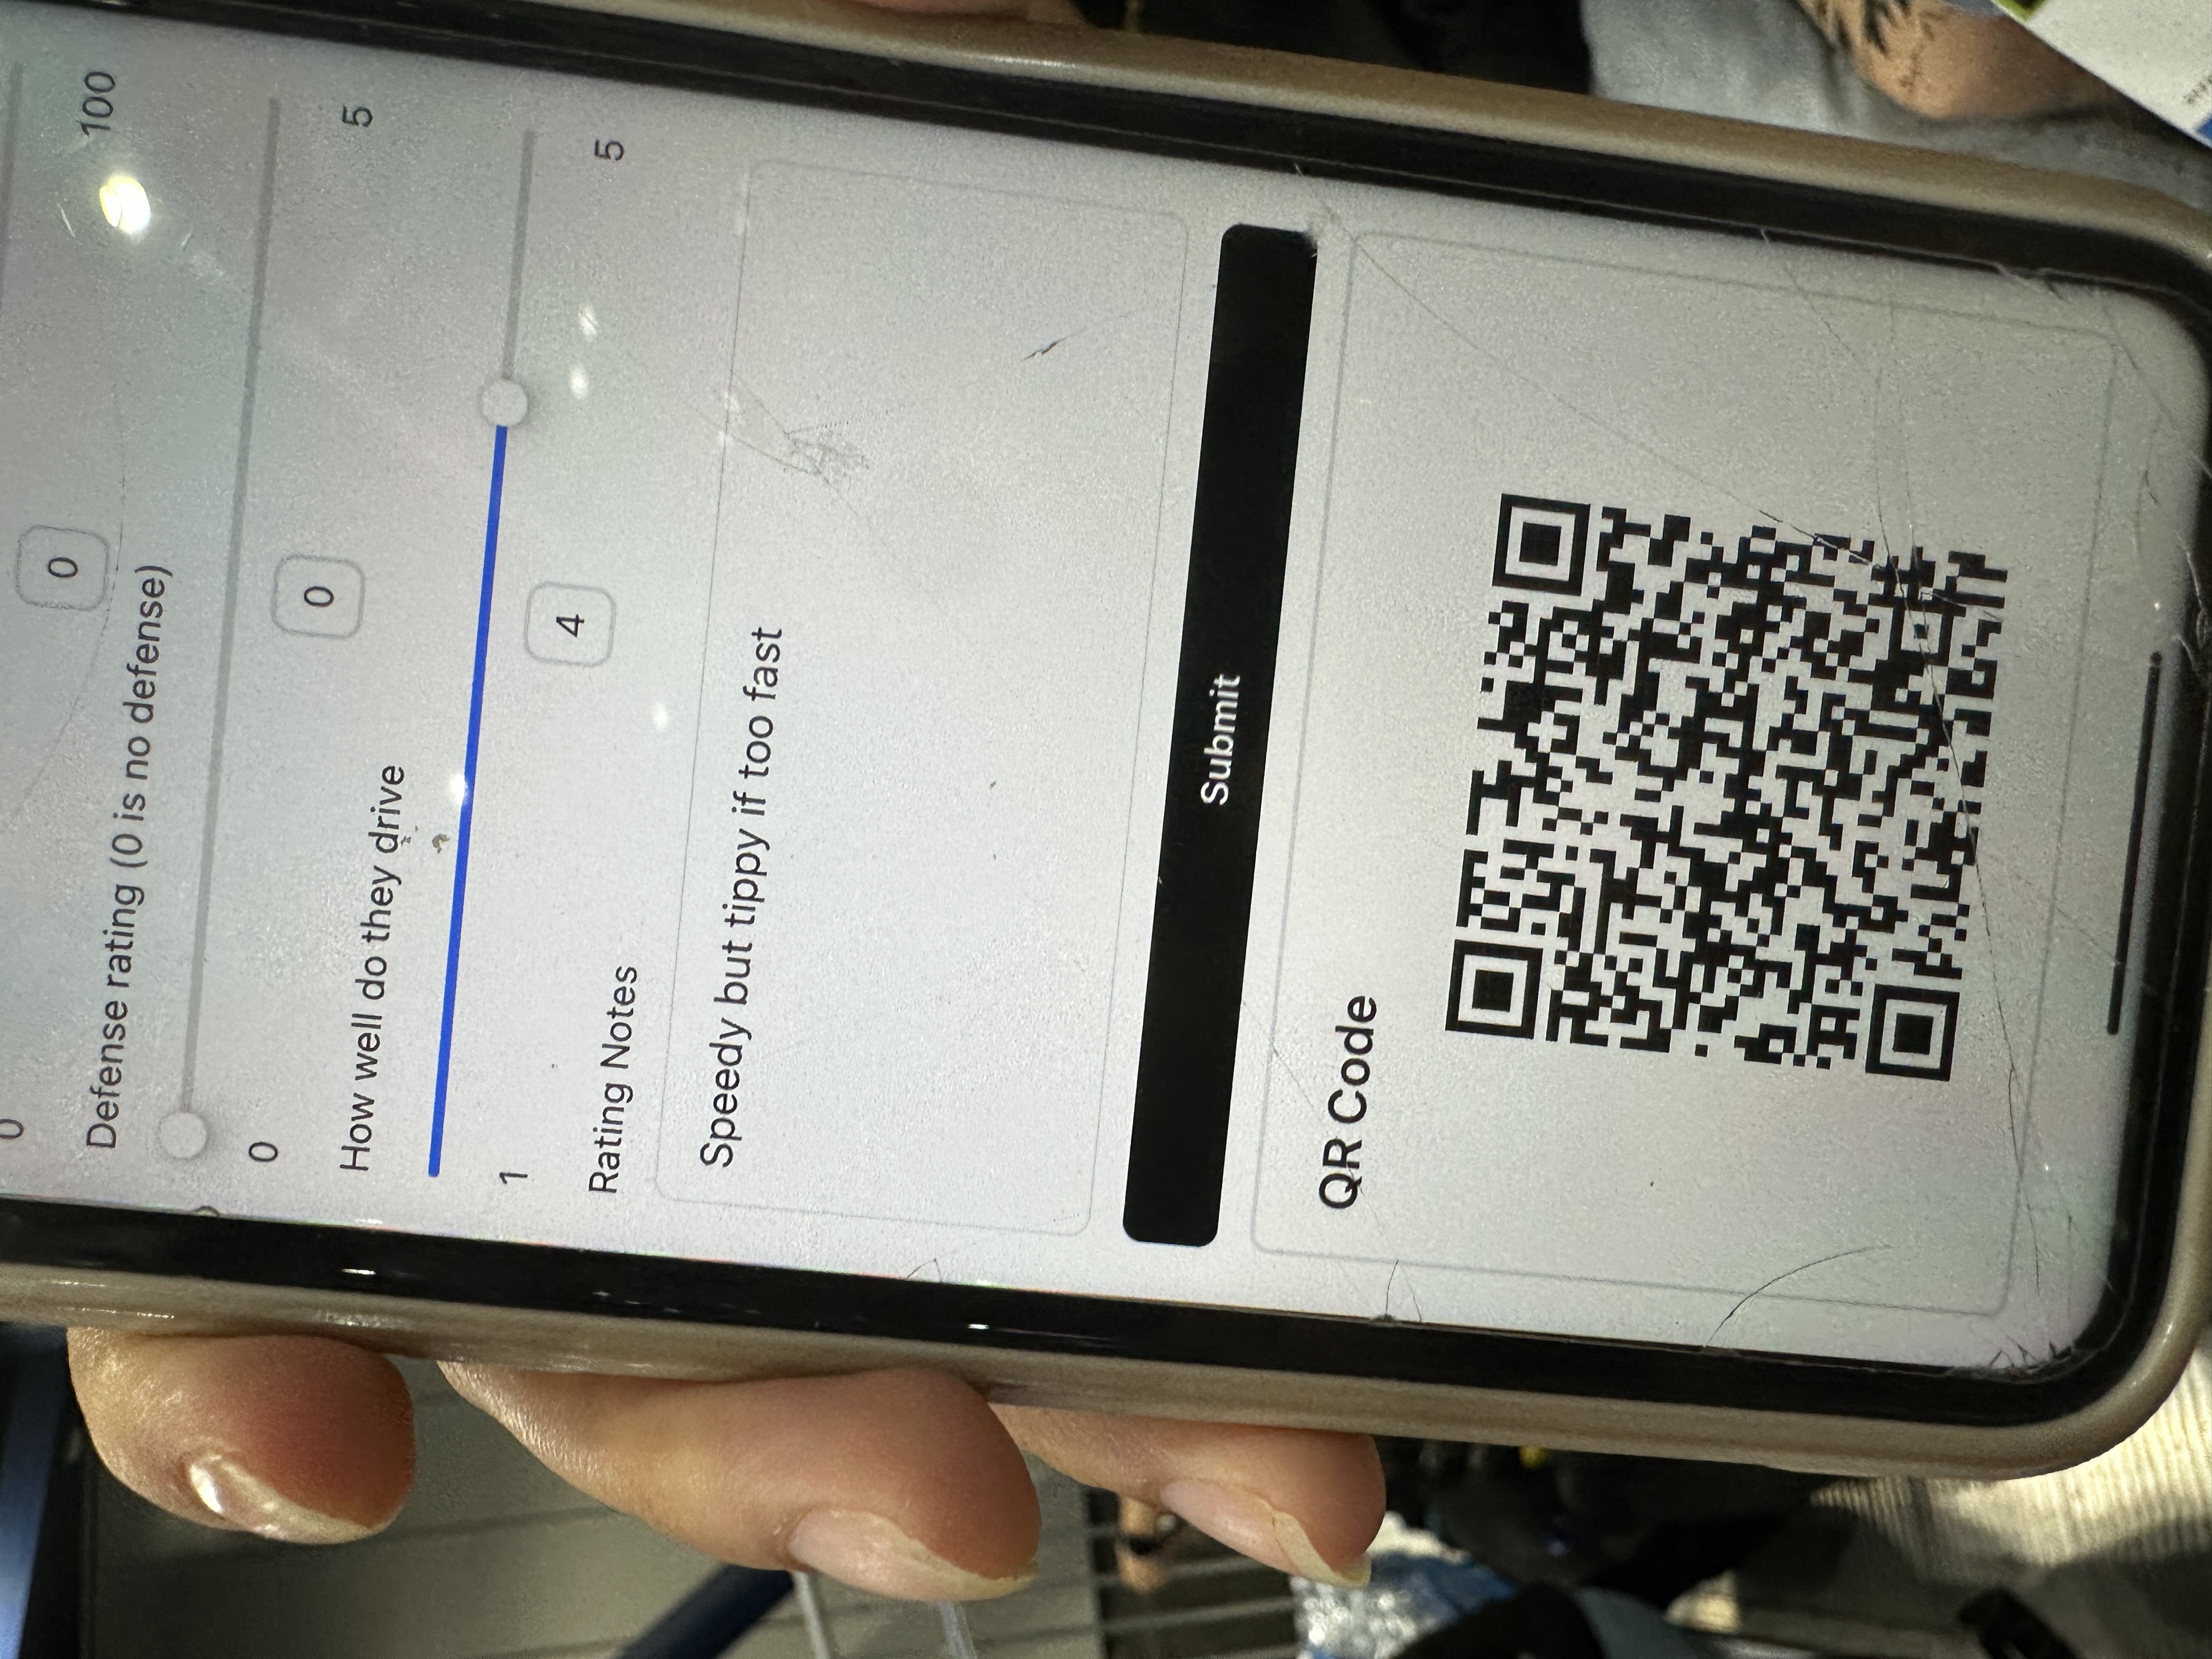 0
0
100
Defense rating (0 is no defense)
0
0
5
How well do they drive
1
4
5
Rating Notes
Speedy but tippy if too fast
Submit
QR Code